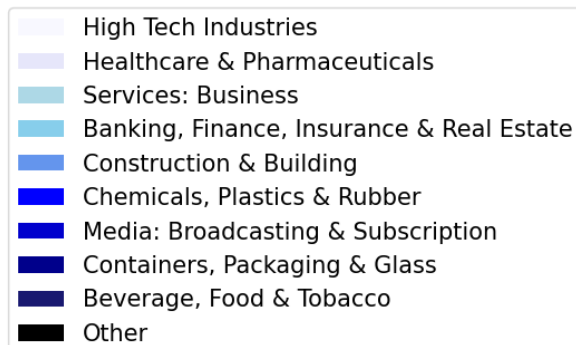 High Tech Industries
Healthcare & Pharmaceuticals
Services: Business
Banking, Finance, Insurance & Real Estate
Construction & Building
Chemicals, Plastics & Rubber
Media: Broadcasting & Subscription
Containers, Packaging & Glass
Beverage, Food & Tobacco
Other